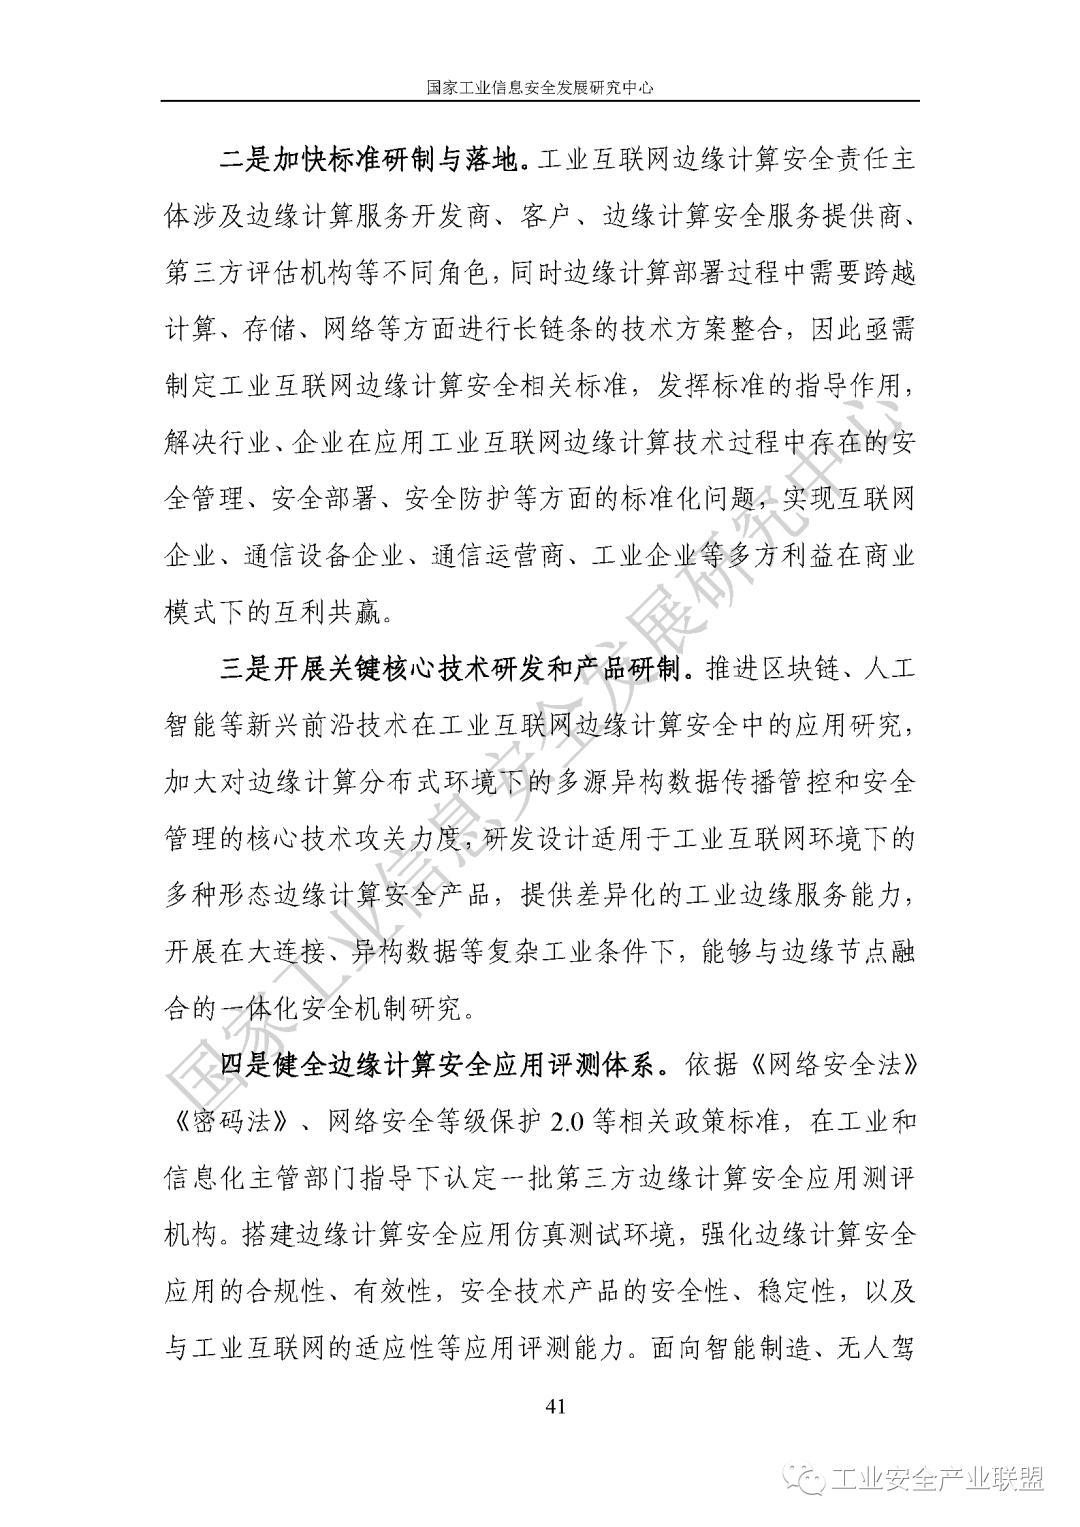 国家工业信息安全发展研究中心
二是加快标准研制与落地。工业互联网边缘计算安全责任主
体涉及边缘计算服务开发商、客户、边缘计算安全服务提供商、
第三方评估机构等不同角色，同时边缘计算部署过程中需要跨越
计算、存储、网络等方面进行长链条的技术方案整合，因此亟需
制定工业互联网边缘计算安全相关标准，发挥标准的指导作用，
解决行业、企业在应用工业互联网边缘计算技术过程中存在的安
全管理、安全部署、安全防护等方面的标准化问题，实现互联网
企业、通信设备企业、通信运营商、工业企业等多方利益在商业
模式下的互利共赢。
三是开展关键核心技术研发和产品研制。推进区块链、人工
智能等新兴前沿技术在工业互联网边缘计算安全中的应用研究，
加大对边缘计算分布式环境下的多源异构数据传播管控和安全
管理的核心技术攻关力度，研发设计适用于工业互联网环境下的
多种形态边缘计算安全产品，提供差异化的工业边缘服务能力，
开展在大连接、异构数据等复杂工业条件下，能够与边缘节点融
合的一体化安全机制研究。
四是健全边缘计算安全应用评测体系。依据《网络安全法》
《密码法》、网络安全等级保护 2.0 等相关政策标准，在工业和
信息化主管部门指导下认定一批第三方边缘计算安全应用测评
机构。搭建边缘计算安全应用仿真测试环境，强化边缘计算安全
应用的合规性、有效性，安全技术产品的安全性、稳定性，以及
与工业互联网的适应性等应用评测能力。面向智能制造、无人驾
国家工业信息安全发展研究中心
41
工业安全产业联盟